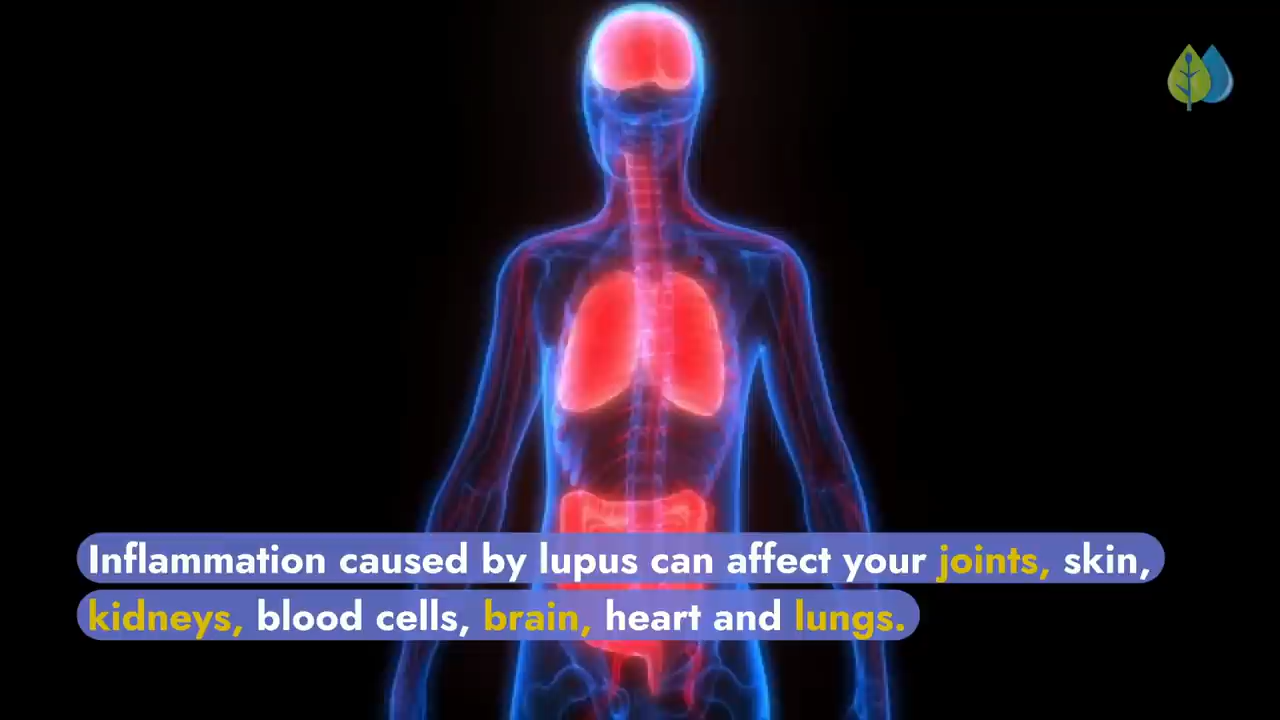 Inflammation caused by lupus can affect your joints, skin,
kidneys, blood cells, brain, heart and lungs.